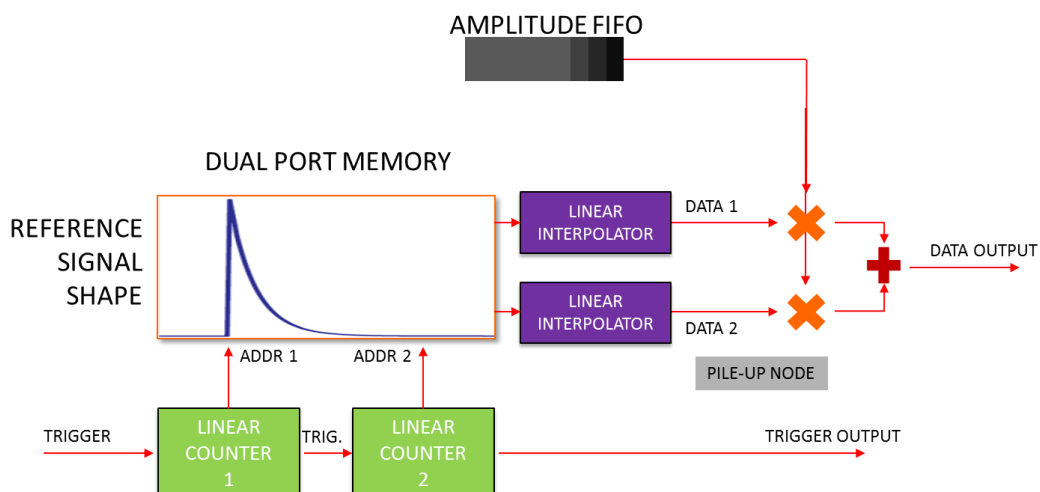 AMPLITUDE FIFO
DUAL PORT MEMORY
REFERENCE
SIGNAL
SHAPE
LINEAR
INTERPOLATOR
DATA 1
DATA OUTPUT
LINEAR
INTERPOLATOR
DATA 2
ADDR 1
ADDR 2
PILE-UP NODE
TRIGGER
LINEAR
COUNTER
1
TRIG.
LINEAR
COUNTER
2
TRIGGER OUTPUT